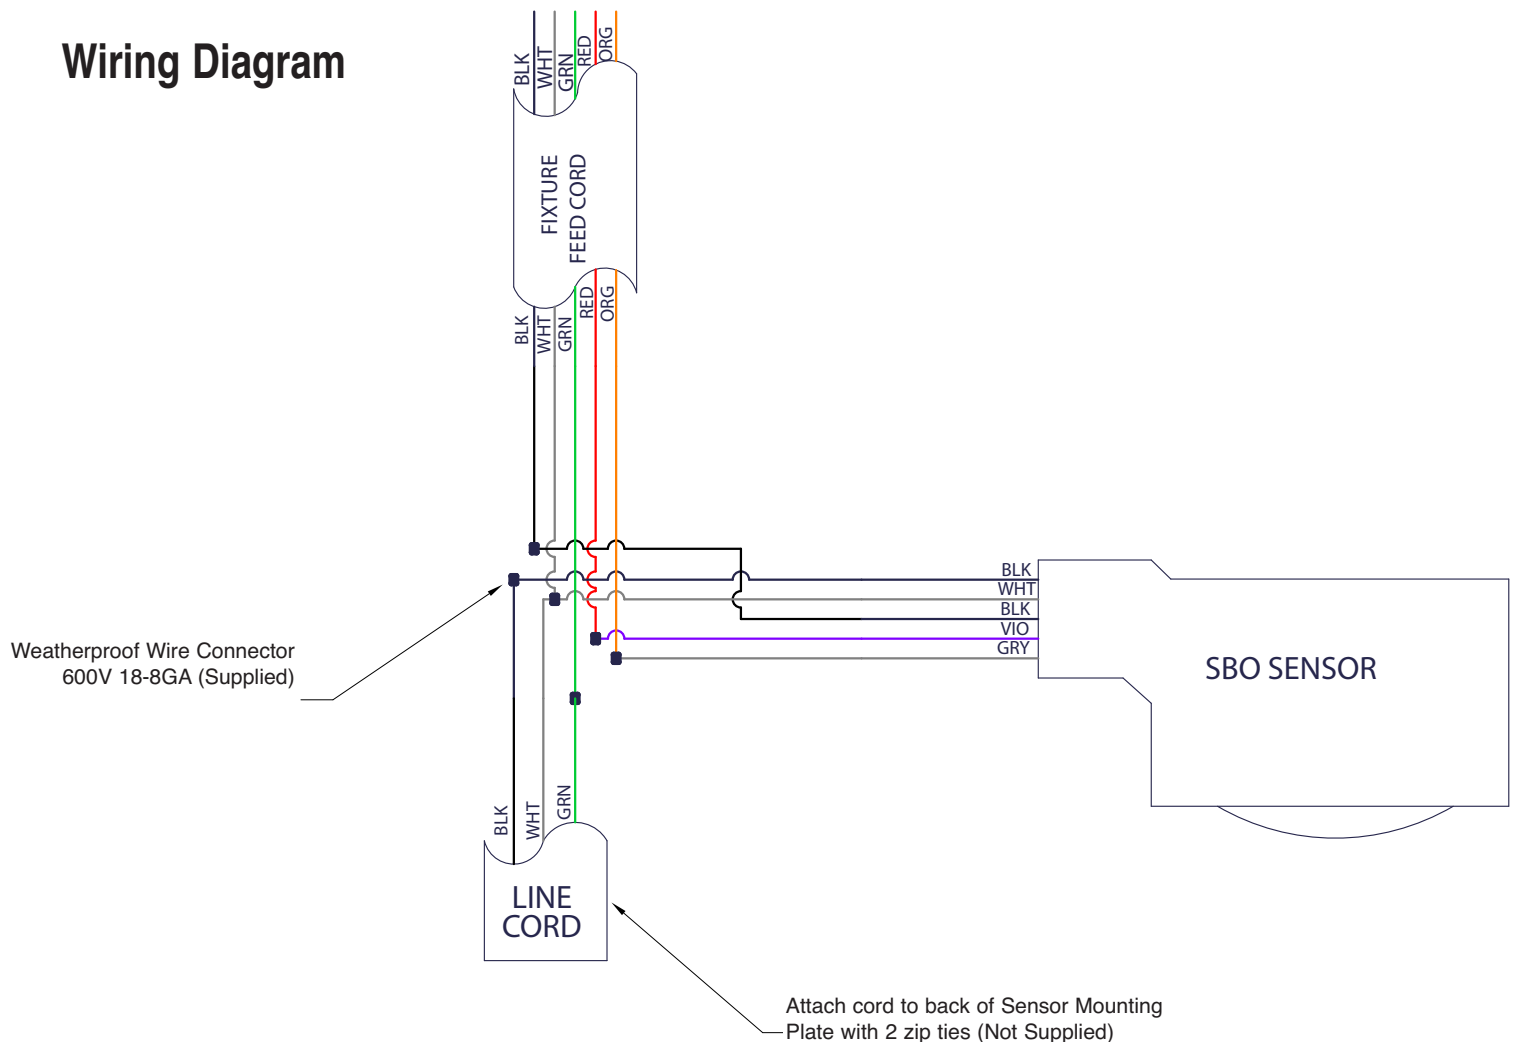 Wiring Diagram
BLK
WHT
GRN
RED
ORG
FIXTURE
FEED CORD
BLK
WHT
GRN
RED
ORG
BLK
WHT
BLK
VIO
GRY
SBO SENSOR
Weatherproof Wire Connector
600V 18-8GA (Supplied)
BLK
WHT
GRN
LINE
CORD
Attach cord to back of Sensor Mounting
Plate with 2 zip ties (Not Supplied)